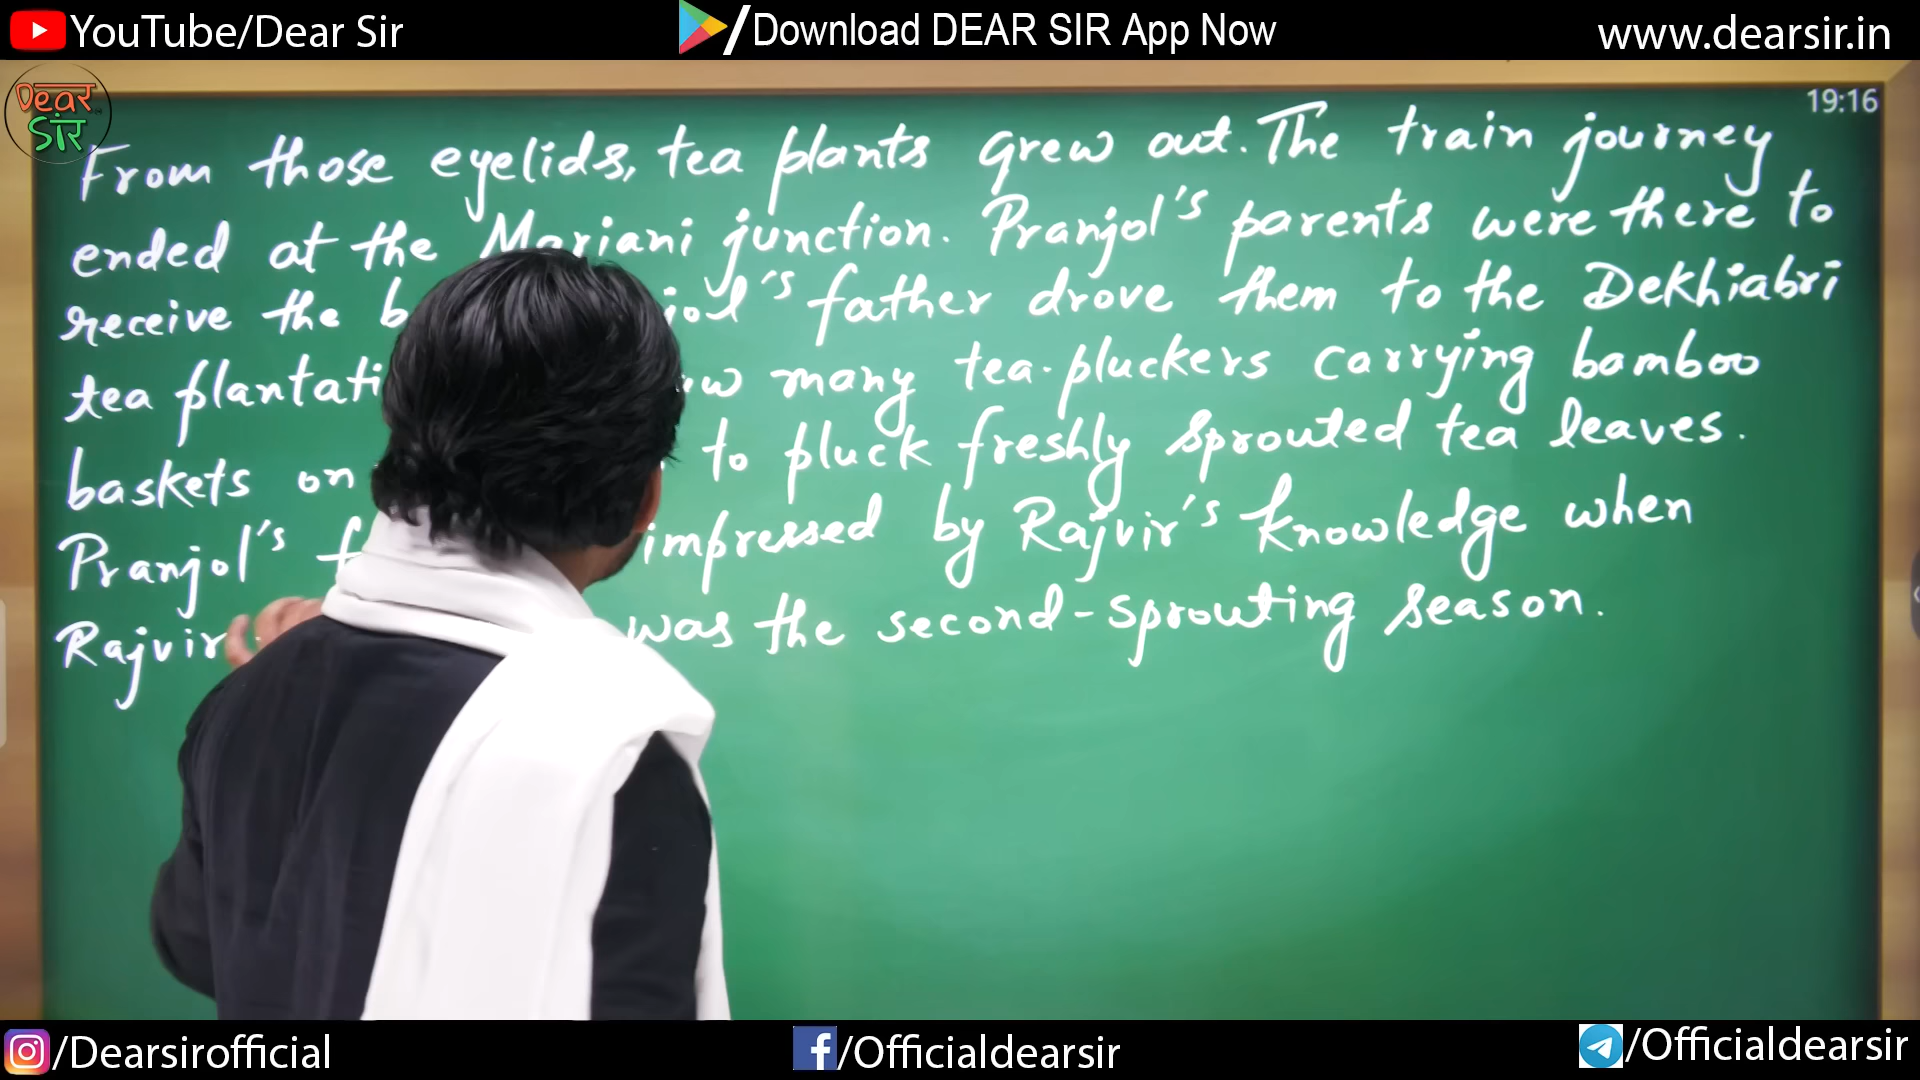 YouTube/Dear Sir
/Download DEAR SIR App Now
www.dearsir.in
Dear
सर
19:16
From those eyelids, tea plants grew out. The train journey
ended at the Mariani junction. Pranjol's parents were there to
receive the father drove them to the Dekhiabri
tea many tea-pluckers carrying bamboo
baskets on to pluck freshly sprouted tea leaves.
Pranjol's impressed by Rajvir's knowledge when
Rajvir was the second-sprouting season.
/Dearsirofficial
/Officialdearsir
/Officialdearsir